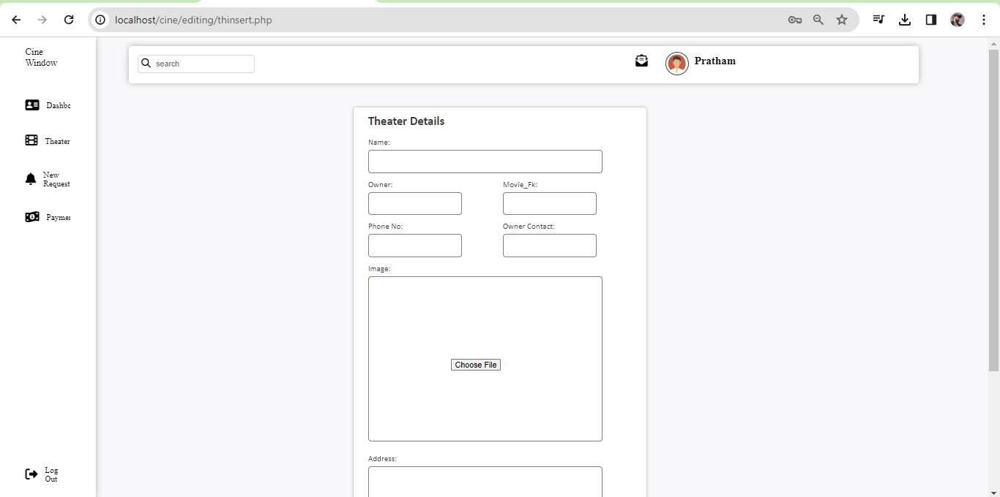 localhost/cine/editing/thinsert.php
Cine
Window
search
Pratham
Dashbc
Theater
New
Request
Paymer
Log
Out
Theater Details
Name:
Owner:
Movie_Fk:
Phone No:
Owner Contact:
Image:
Choose File
Address: